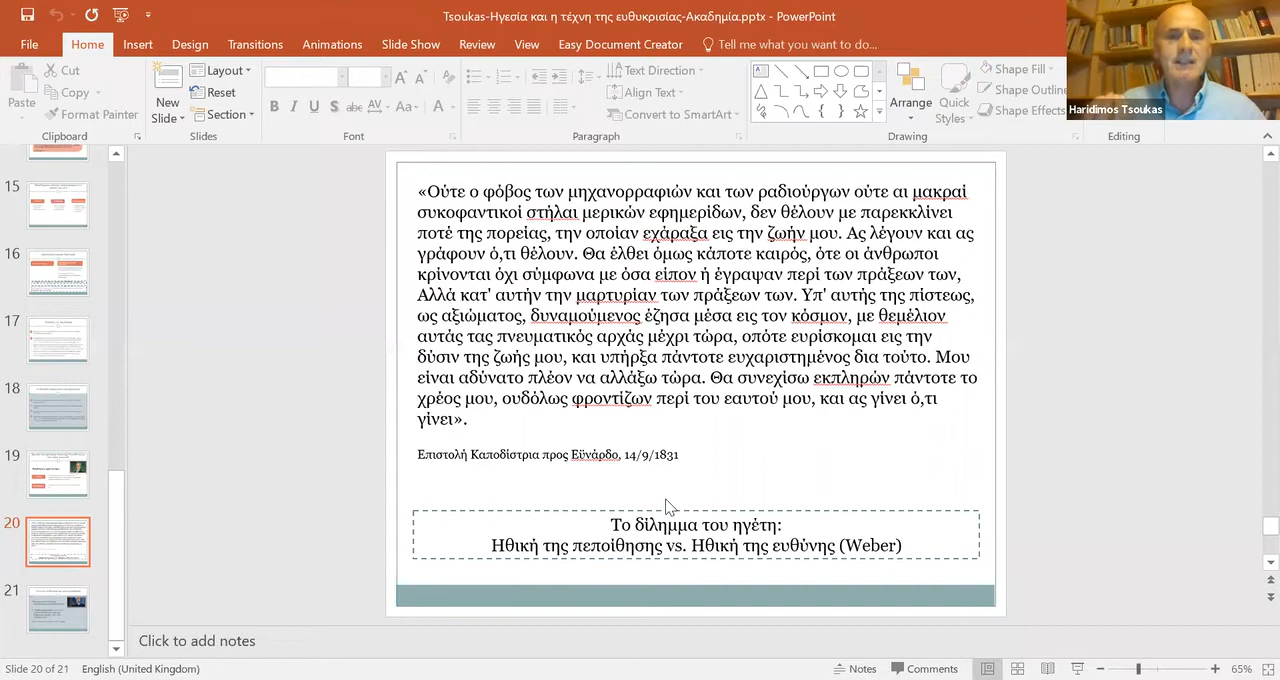 Tsoukas-Ηγεσία και η τέχνη της ευθυκρισίας-Ακαδημία.pptx - PowerPoint
File Home Insert Design Transitions Animations Slide Show Review View Easy Document Creator Tell me what you want to do...
Cut
Copy
Format Painter
Paste
Clipboard
New
Slide
Layout
Reset
Section
Slides
Font
Text Direction
Align Text
Convert to SmartArt
Paragraph
Arrange
Quick
Styles
Shape Fill
Shape Outline
Shape Effects
Drawing
Editing
Haridimos Tsoukas
15
16
17
18
19
20
21
«Ούτε ο φόβος των μηχανορραφιών και των ραδιούργων ούτε αι μακραί
συκοφαντικοί στήλαι μερικών εφημερίδων, δεν θέλουν με παρεκκλίνει
ποτέ της πορείας, την οποίαν εχάραξα εις την ζωήν μου. Ας λέγουν και ας
γράφουν ό,τι θέλουν. Θα έλθει όμως κάποτε καιρός, ότε οι άνθρωποι
κρίνονται όχι σύμφωνα με όσα είπον ή έγραψαν περί των πράξεων των,
Αλλά κατ' αυτήν την μαρτυρίαν των πράξεων των. Υπ' αυτής της πίστεως,
ως αξιώματος, δυναμούμενος έζησα μέσα εις τον κόσμον, με θεμέλιον
αυτάς τας πνευματικός αρχάς μέχρι τώρα, οπότε ευρίσκομαι εις την
δύσιν της ζωής μου, και υπήρξα πάντοτε ευχαριστημένος δια τούτο. Μου
είναι αδύνατο πλέον να αλλάξω τώρα. Θα συνεχίσω εκπληρών πάντοτε το
χρέος μου, ουδόλως φροντίζων περί του εαυτού μου, και ας γίνει ό,τι
γίνει».
Επιστολή Καποδίστρια προς Εϋνάρδο, 14/9/1831
Το δίλημμα του ηγέτη:
Ηθική της πεποίθησης vs. Ηθική της ευθύνης (Weber)
Click to add notes
Slide 20 of 21 English (United Kingdom) Notes Comments 65%